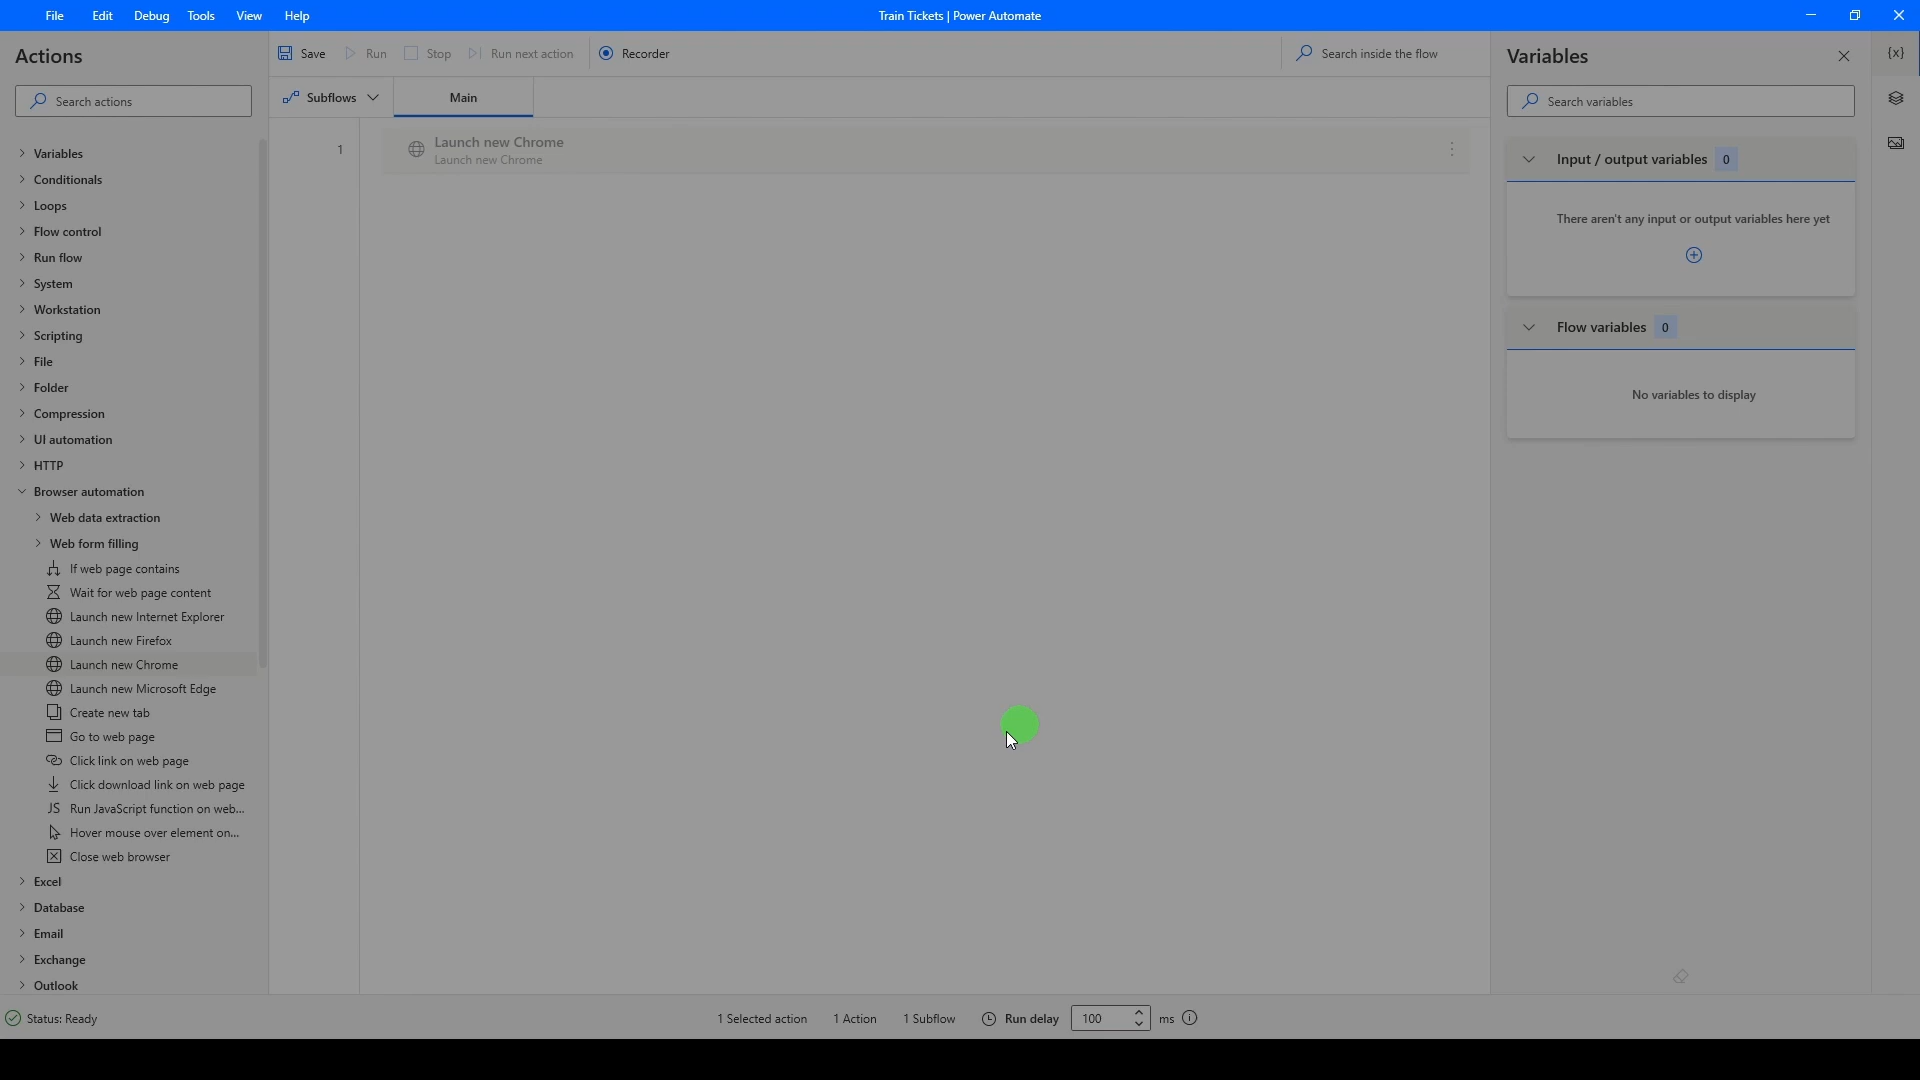 File Edit Debug Tools View Help
Train Tickets | Power Automate
Actions
Search actions
Variables
Conditionals
Loops
Flow control
Run flow
System
Workstation
Scripting
File
Folder
Compression
UI automation
HTTP
Browser automation
Web data extraction
Web form filling
If web page contains
Wait for web page content
Launch new Internet Explorer
Launch new Firefox
Launch new Chrome
Launch new Microsoft Edge
Create new tab
Go to web page
Click link on web page
Click download link on web page
JS Run JavaScript function on web...
Hover mouse over element on...
Close web browser
Excel
Database
Email
Exchange
Outlook
Save Run Stop Run next action Recorder
Search inside the flow
Subflows Main
1 Launch new Chrome
Launch new Chrome
Variables
{x}
Search variables
Input / output variables 0
There aren't any input or output variables here yet
Flow variables 0
No variables to display
Status: Ready
1 Selected action 1 Action 1 Subflow Run delay 100 ms